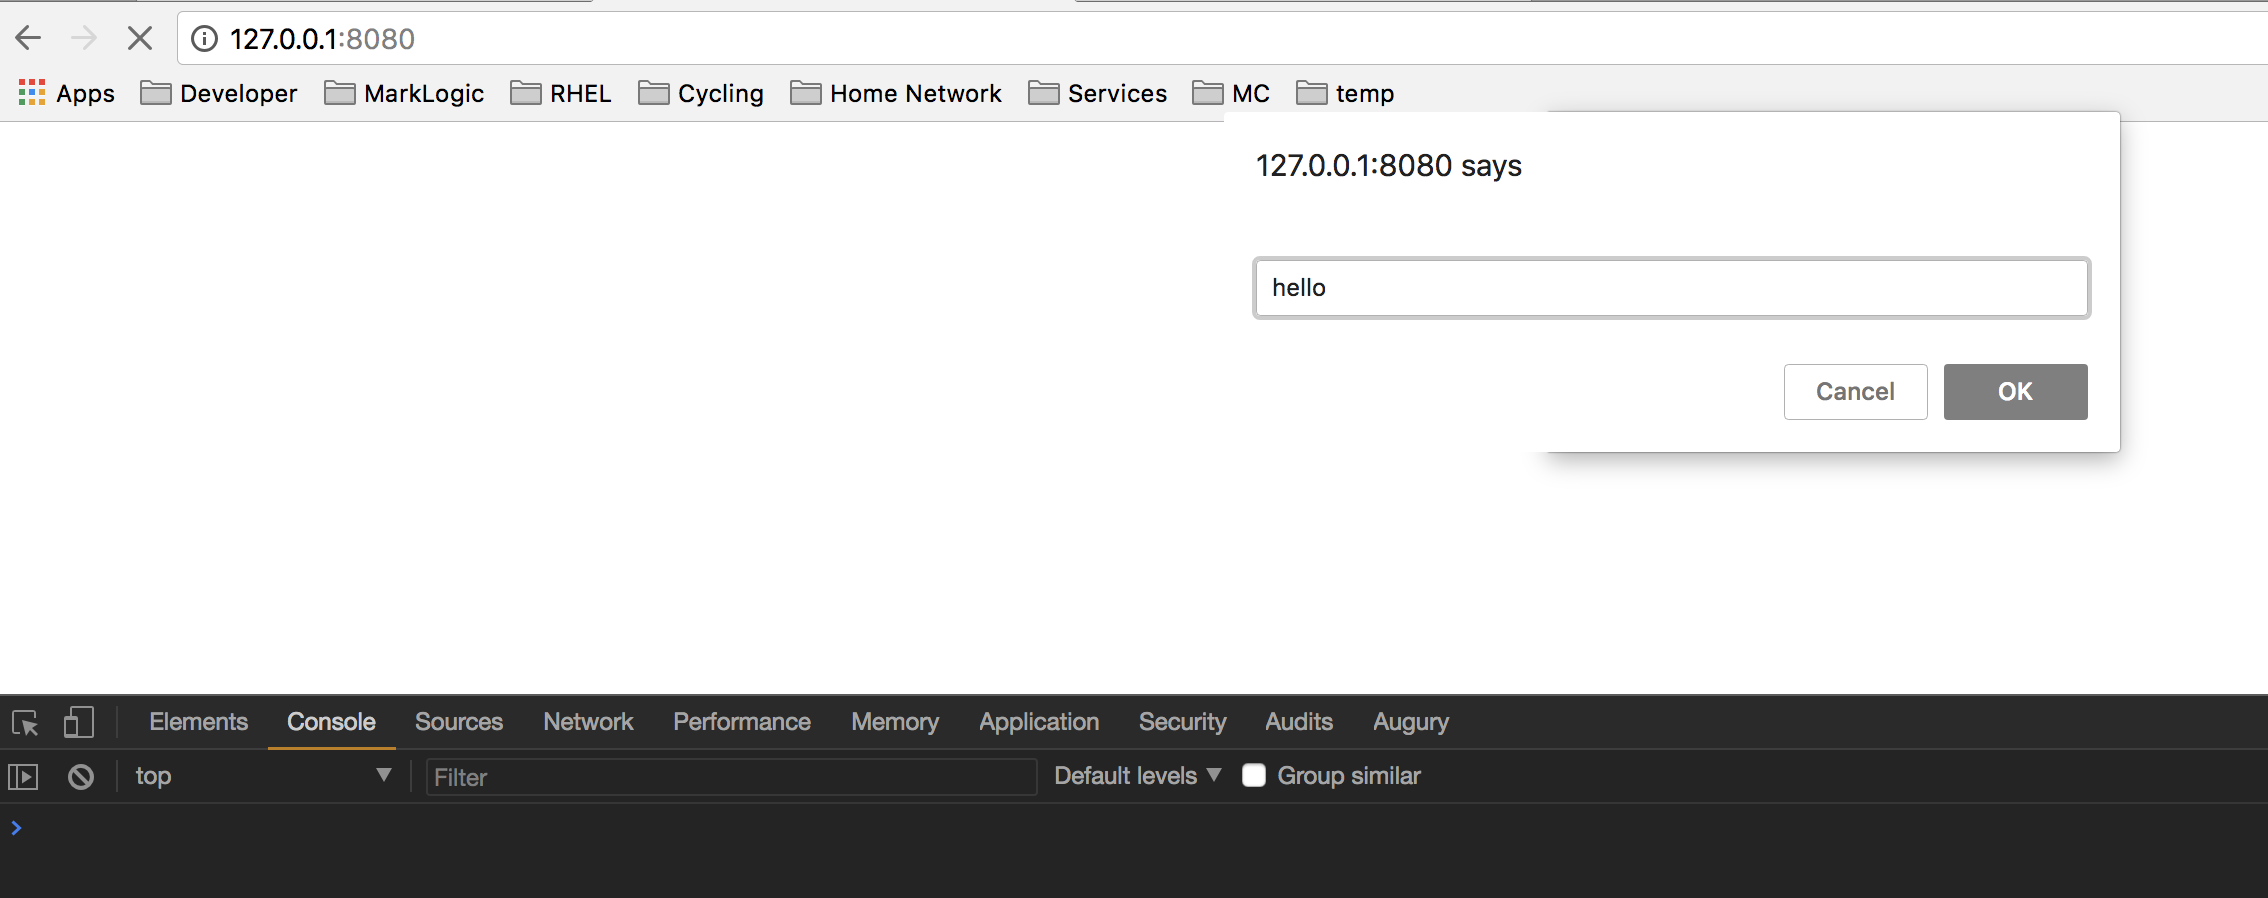 127.0.0.1:8080
Apps Developer MarkLogic RHEL Cycling Home Network Services MC temp
127.0.0.1:8080 says
hello
Cancel OK
Elements Console Sources Network Performance Memory Application Security Audits Augury
top Filter Default levels Group similar